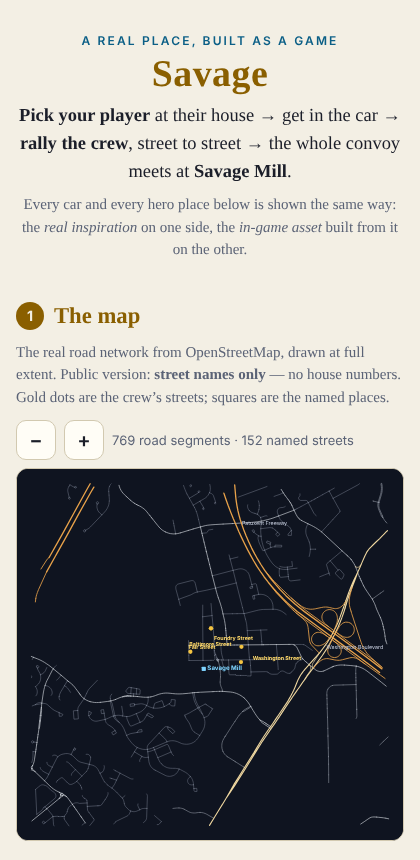 A REAL PLACE, BUILT AS A GAME
Savage
Pick your player at their house → get in the car →
rally the crew, street to street → the whole convoy
meets at Savage Mill.
Every car and every hero place below is shown the same way:
the real inspiration on one side, the in-game asset built from it
on the other.
1 The map
The real road network from OpenStreetMap, drawn at full
extent. Public version: street names only — no house numbers.
Gold dots are the crew’s streets; squares are the named places.
− + 769 road segments · 152 named streets
Patuxent Freeway
Foundry Street
Baltimore Street
Fair Street
Washington Boulevard
Washington Street
Savage Mill